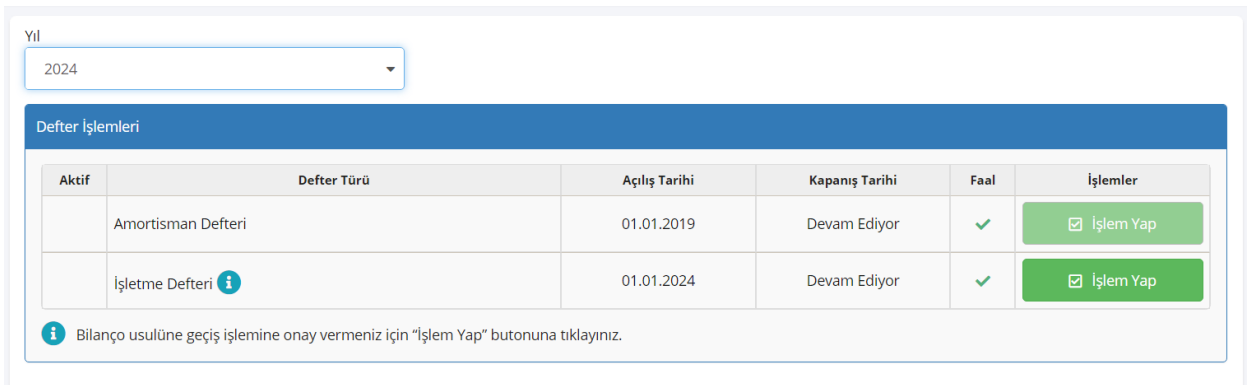 Yıl
2024
Defter İşlemleri
Aktif Defter Türü Açılış Tarihi Kapanış Tarihi Faal İşlemler
Amortisman Defteri 01.01.2019 Devam Ediyor İşlem Yap
İşletme Defteri 01.01.2024 Devam Ediyor İşlem Yap
Bilanço usulüne geçiş işlemine onay vermeniz için “İşlem Yap” butonuna tıklayınız.